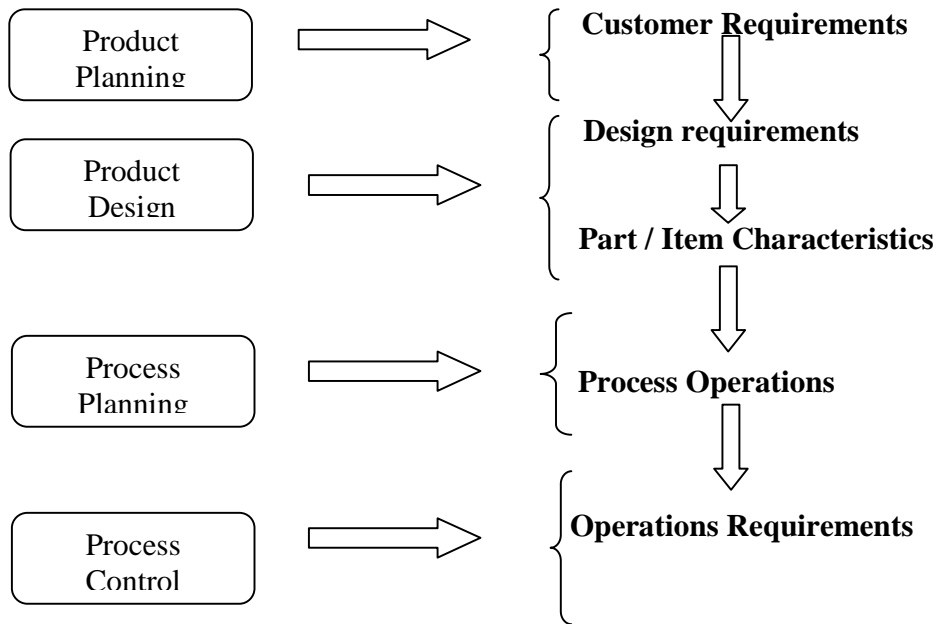 Product
Planning
Customer Requirements
Product
Design
Design requirements
Part / Item Characteristics
Process
Planning
Process Operations
Process
Control
Operations Requirements